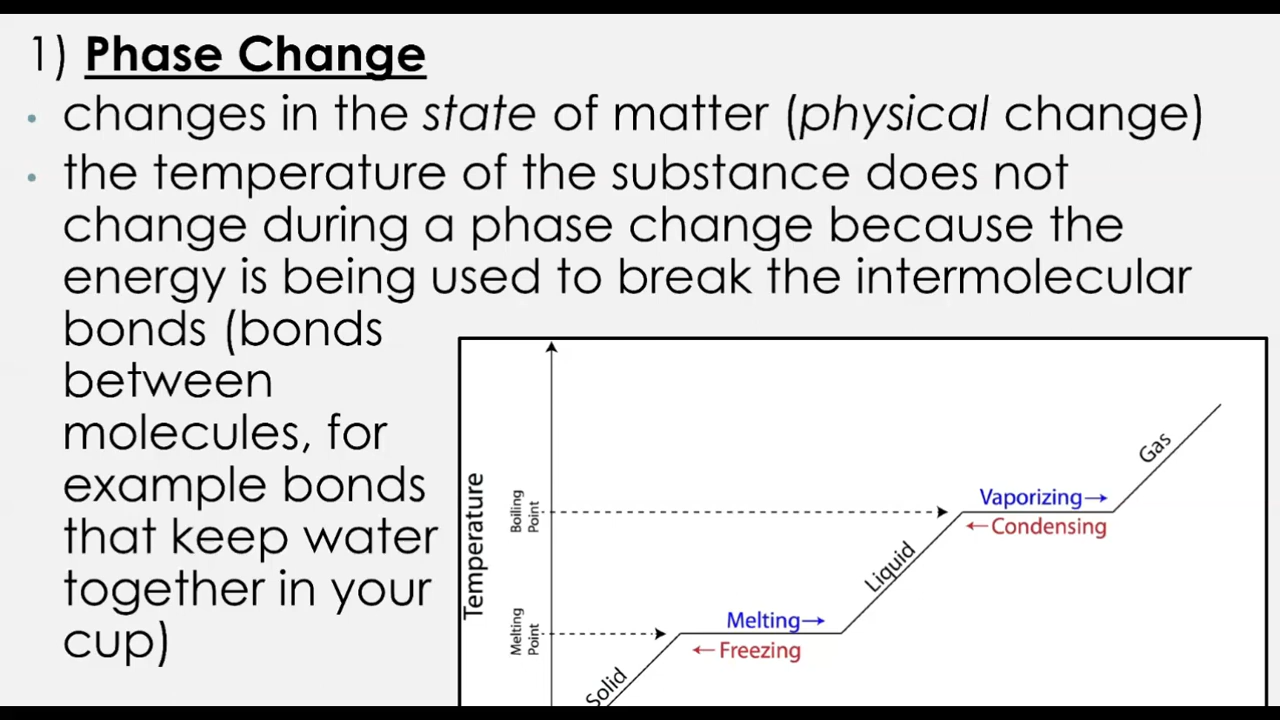 1) Phase Change
• changes in the state of matter (physical change)
• the temperature of the substance does not
change during a phase change because the
energy is being used to break the intermolecular
bonds (bonds
between
molecules, for
example bonds
that keep water
together in your
cup)
Temperature
Boiling
Point
Melting
Point
Gas
Vaporizing→
←Condensing
Liquid
Melting→
←Freezing
Solid